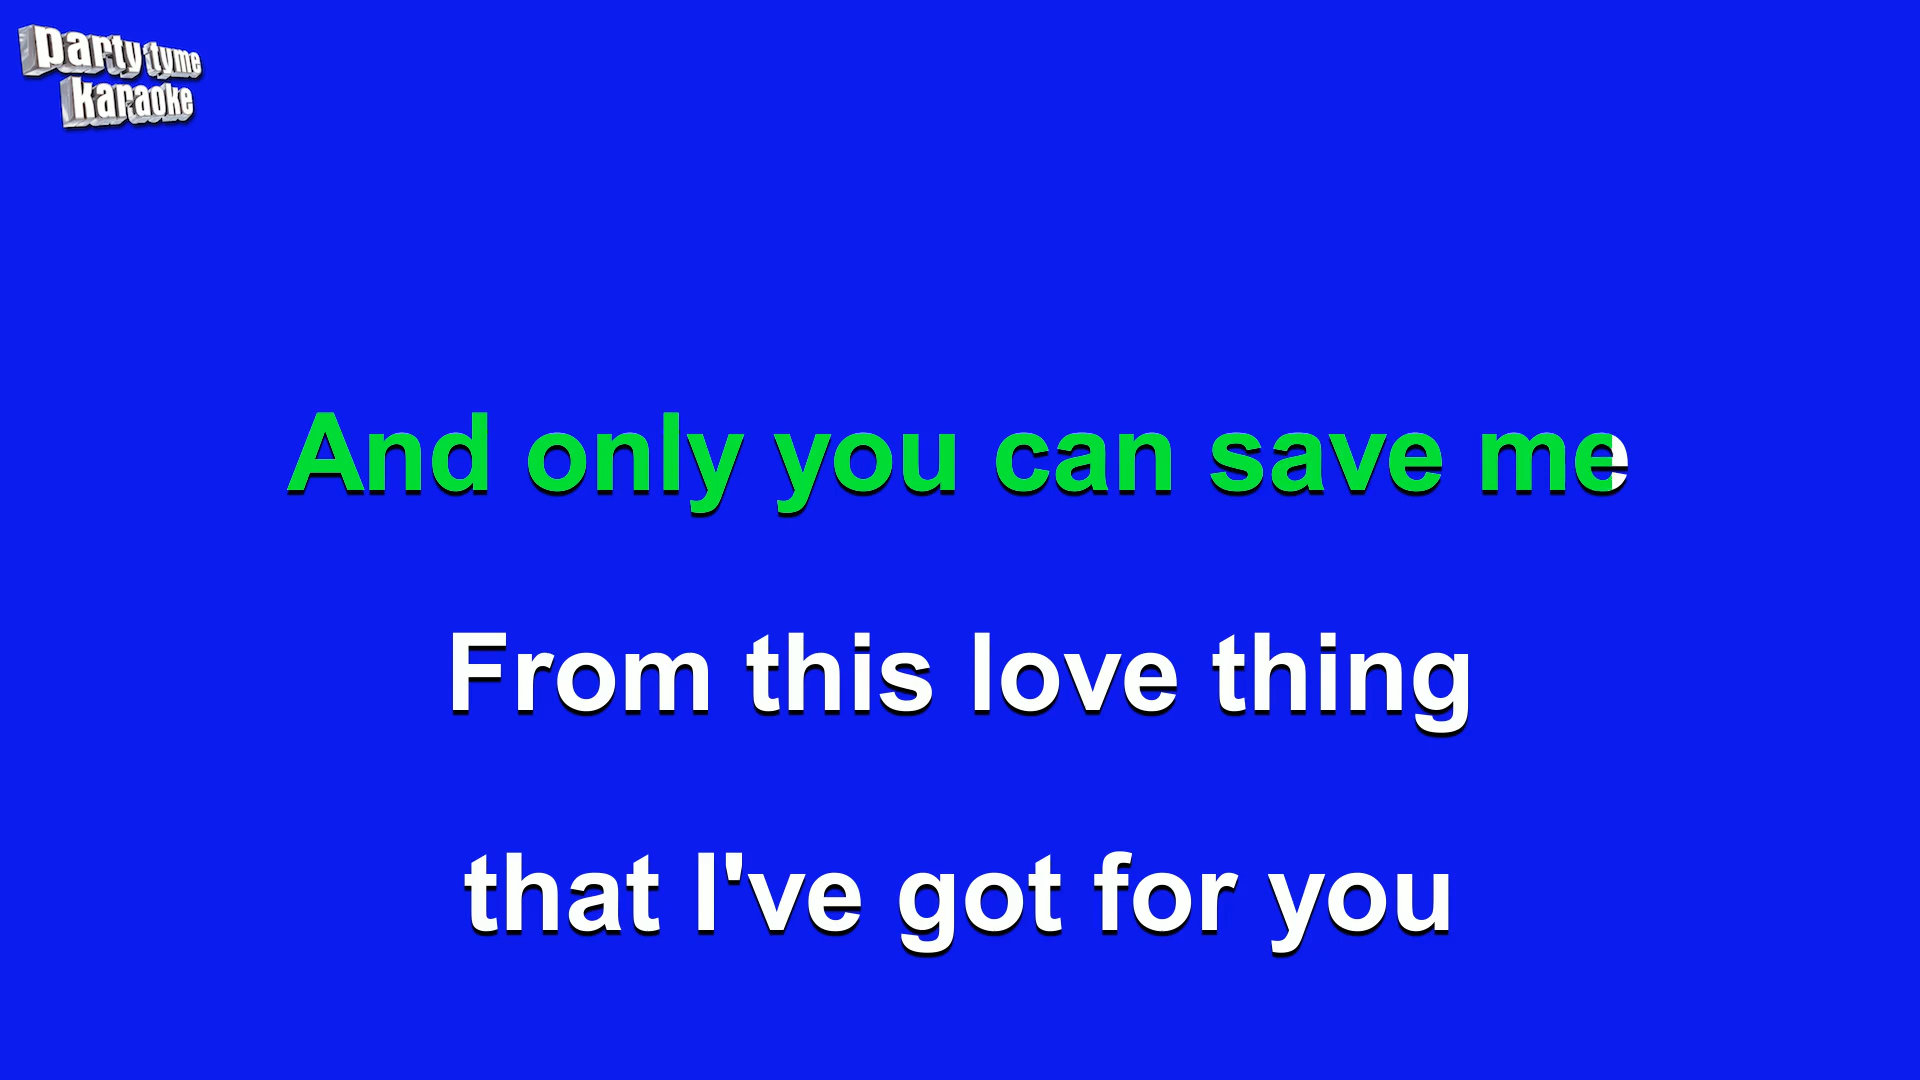 party tyme
karaoke
And only you can save me
From this love thing
that I've got for you